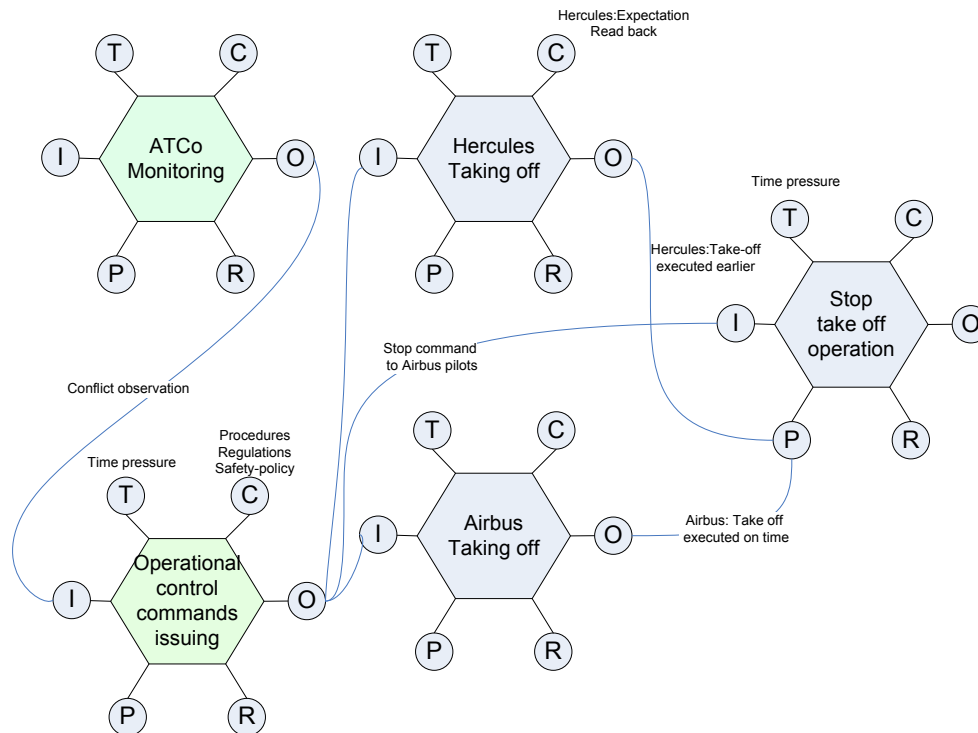 Hercules:Expectation
Read back
T
C
ATCo
Monitoring
I
O
P
R
T
C
Hercules
Taking off
I
O
P
R
Time pressure
T
C
Hercules:Take-off
executed earlier
Stop
take off
operation
I
O
P
R
Stop command
to Airbus pilots
Conflict observation
Procedures
Regulations
Safety-policy
Time pressure
T
C
Operational
control
commands
issuing
I
O
P
R
T
C
Airbus
Taking off
I
O
P
R
Airbus: Take off
executed on time